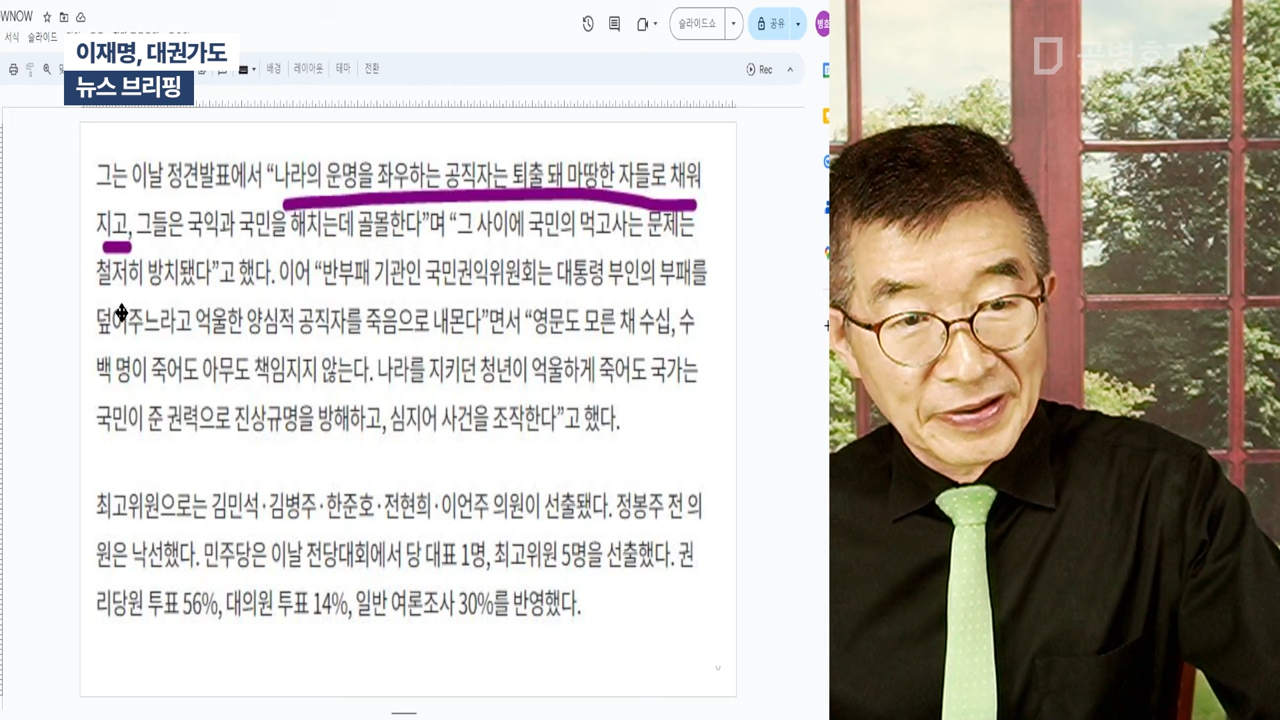 WNOW
서식 슬라이드
이재명, 대권가도
뉴스 브리핑
배경 레이아웃 테마 전환
슬라이드쇼
공유
병호
Rec
공병호TV
그는 이날 정견발표에서 “나라의 운명을 좌우하는 공직자는 퇴출 돼 마땅한 자들로 채워
지고, 그들은 국익과 국민을 해치는데 골몰한다”며 “그 사이에 국민의 먹고사는 문제는
철저히 방치됐다”고 했다. 이어 “반부패 기관인 국민권익위원회는 대통령 부인의 부패를
덮어주느라고 억울한 양심적 공직자를 죽음으로 내몬다”면서 “영문도 모른 채 수십, 수
백 명이 죽어도 아무도 책임지지 않는다. 나라를 지키던 청년이 억울하게 죽어도 국가는
국민이 준 권력으로 진상규명을 방해하고, 심지어 사건을 조작한다”고 했다.
최고위원으로는 김민석·김병주·한준호·전현희·이언주 의원이 선출됐다. 정봉주 전 의
원은 낙선했다. 민주당은 이날 전당대회에서 당 대표 1명, 최고위원 5명을 선출했다. 권
리당원 투표 56%, 대의원 투표 14%, 일반 여론조사 30%를 반영했다.